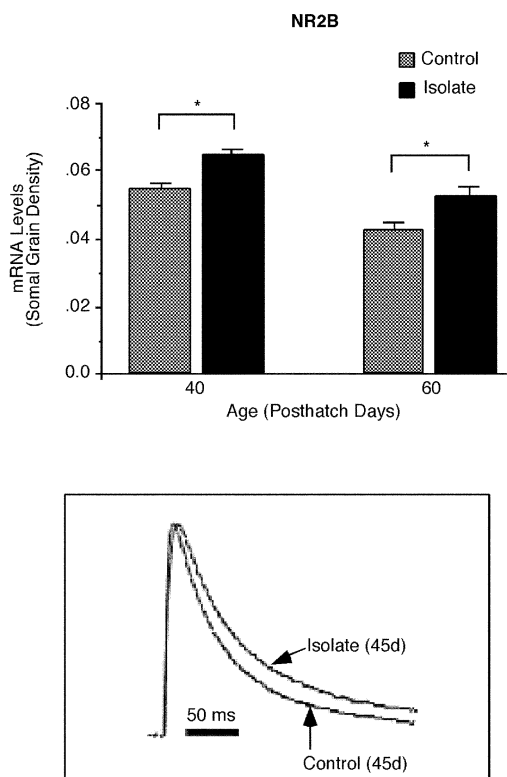 NR2B
Control
Isolate
*
*
.08
.06
.04
.02
0.0
mRNA Levels
(Somal Grain Density)
40
60
Age (Posthatch Days)
Isolate (45d)
50 ms
Control (45d)